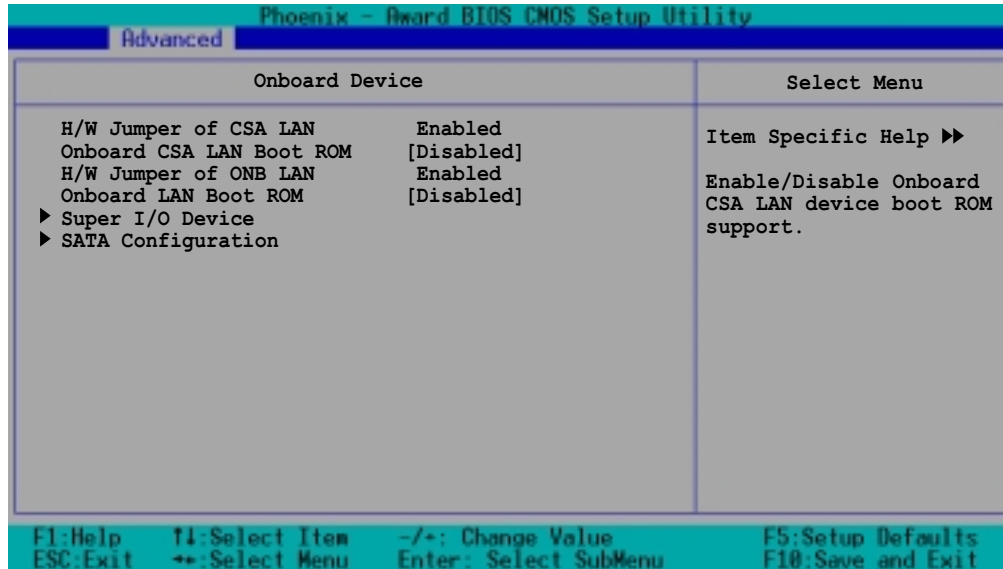 Phoenix - Award BIOS CMOS Setup Utility
Advanced
Onboard Device
Select Menu
H/W Jumper of CSA LAN Enabled
Onboard CSA LAN Boot ROM [Disabled]
H/W Jumper of ONB LAN Enabled
Onboard LAN Boot ROM [Disabled]
▶ Super I/O Device
▶ SATA Configuration
Item Specific Help ▶▶
Enable/Disable Onboard
CSA LAN device boot ROM
support.
F1:Help ↑↓:Select Item -/+: Change Value F5:Setup Defaults
ESC:Exit ←→:Select Menu Enter: Select SubMenu F10:Save and Exit